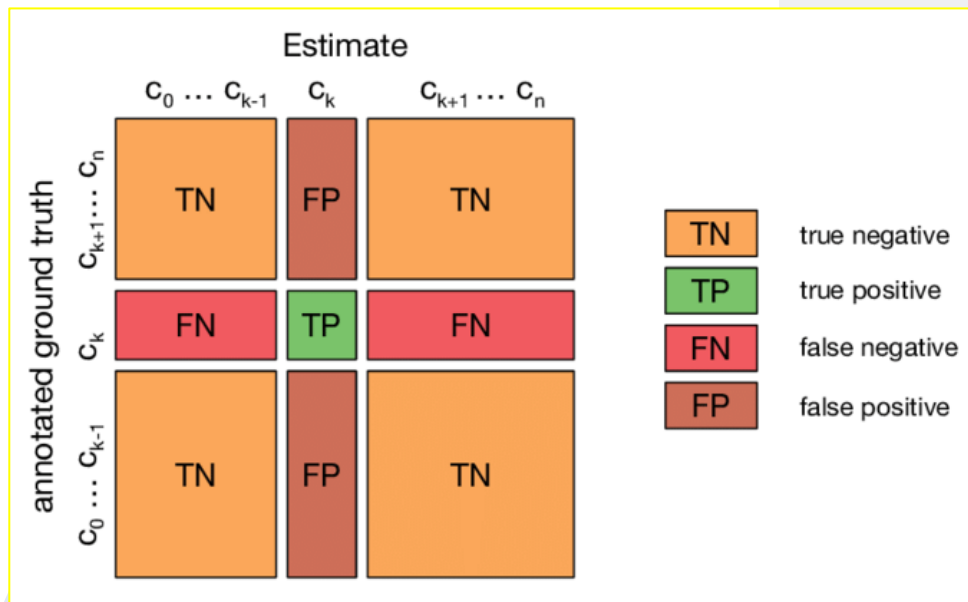 Estimate
c0 ... ck-1 ck ck+1 ... cn
annotated ground truth
ck+1 ... cn
ck
c0 ... ck-1
TN FP TN
FN TP FN
TN FP TN
TN true negative
TP true positive
FN false negative
FP false positive